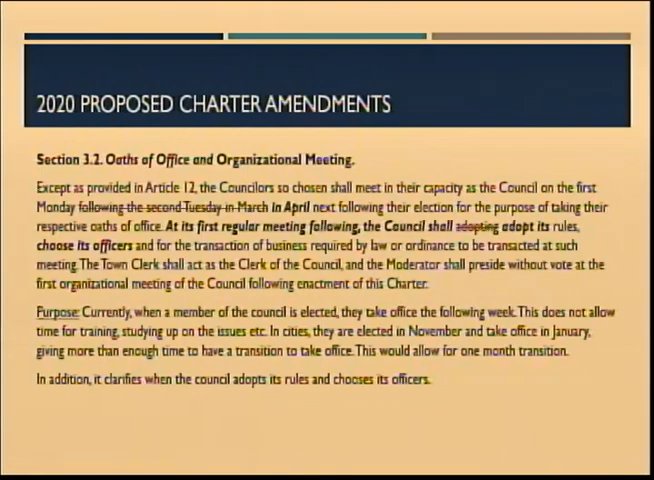 2020 PROPOSED CHARTER AMENDMENTS
Section 3.2. Oaths of Office and Organizational Meeting.
Except as provided in Article 12, the Councilors so chosen shall meet in their capacity as the Council on the first
Monday following the second Tuesday in March in April next following their election for the purpose of taking their
respective oaths of office. At its first regular meeting following, the Council shall adopting adopt its rules,
choose its officers and for the transaction of business required by law or ordinance to be transacted at such
meeting. The Town Clerk shall act as the Clerk of the Council, and the Moderator shall preside without vote at the
first organizational meeting of the Council following enactment of this Charter.
Purpose: Currently, when a member of the council is elected, they take office the following week. This does not allow
time for training, studying up on the issues etc. In cities, they are elected in November and take office in January,
giving more than enough time to have a transition to take office. This would allow for one month transition.
In addition, it clarifies when the council adopts its rules and chooses its officers.